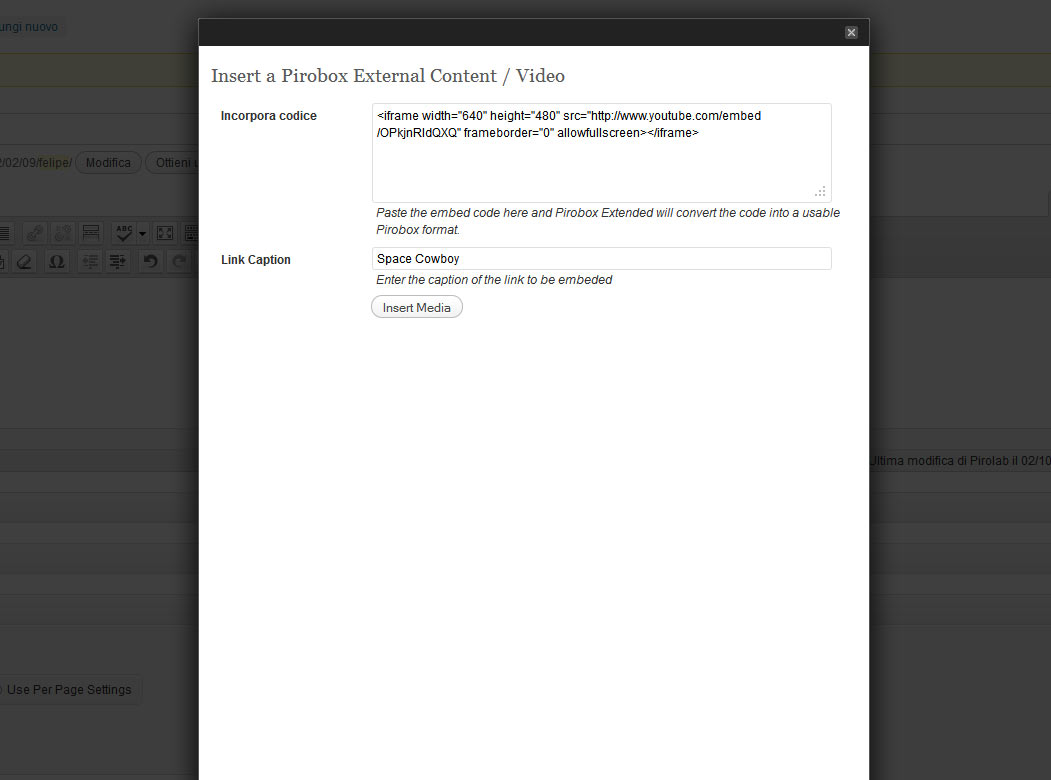 ungi nuovo
Insert a Pirobox External Content / Video
Incorpora codice
<iframe width="640" height="480" src="http://www.youtube.com/embed
/OPkjnRIdQXQ" frameborder="0" allowfullscreen></iframe>
/02/09/felipe/ Modifica Ottieni
Paste the embed code here and Pirobox Extended will convert the code into a usable
Pirobox format.
ABC
Link Caption
Space Cowboy
Enter the caption of the link to be embeded
Insert Media
Ultima modifica di Pirolab il 02/10
Use Per Page Settings